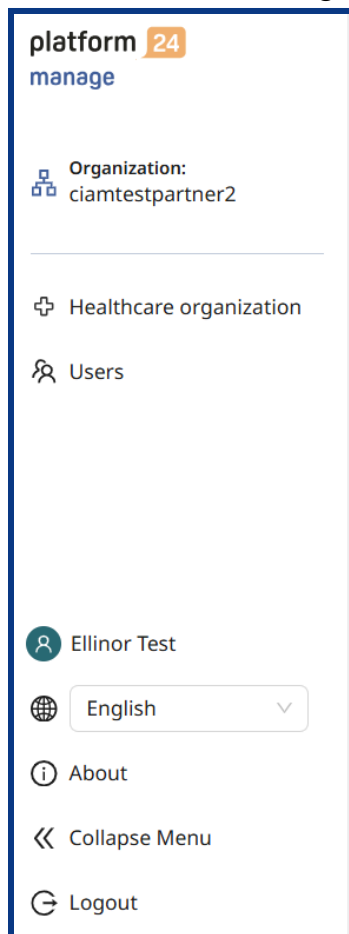 platform 24
manage
Organization:
ciamtestpartner2
Healthcare organization
Users
Ellinor Test
English
About
Collapse Menu
Logout